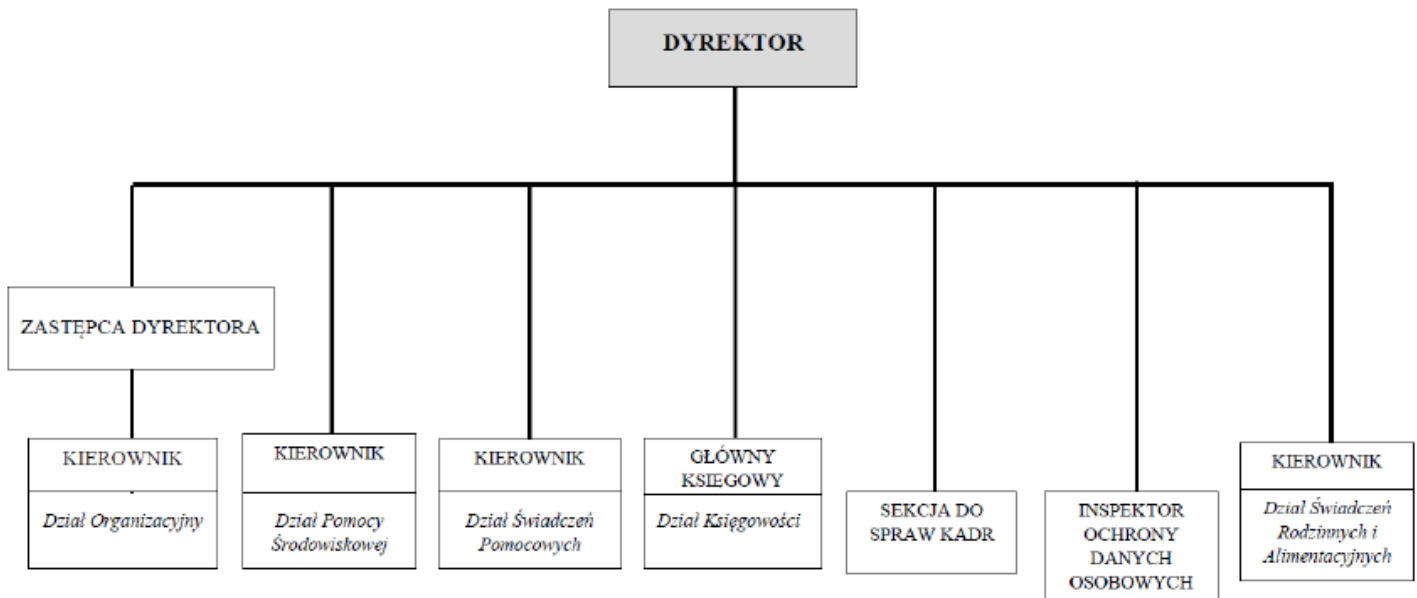 DYREKTOR
ZASTĘPCA DYREKTORA
KIEROWNIK
Dział Organizacyjny
KIEROWNIK
Dział Pomocy
Środowiskowej
KIEROWNIK
Dział Świadczeń
Pomocowych
GŁÓWNY
KSIEGOWY
Dział Księgowości
SEKCJA DO
SPRAW KADR
INSPEKTOR
OCHRONY
DANYCH
OSOBOWYCH
KIEROWNIK
Dział Świadczeń
Rodzinnych i
Alimentacyjnych